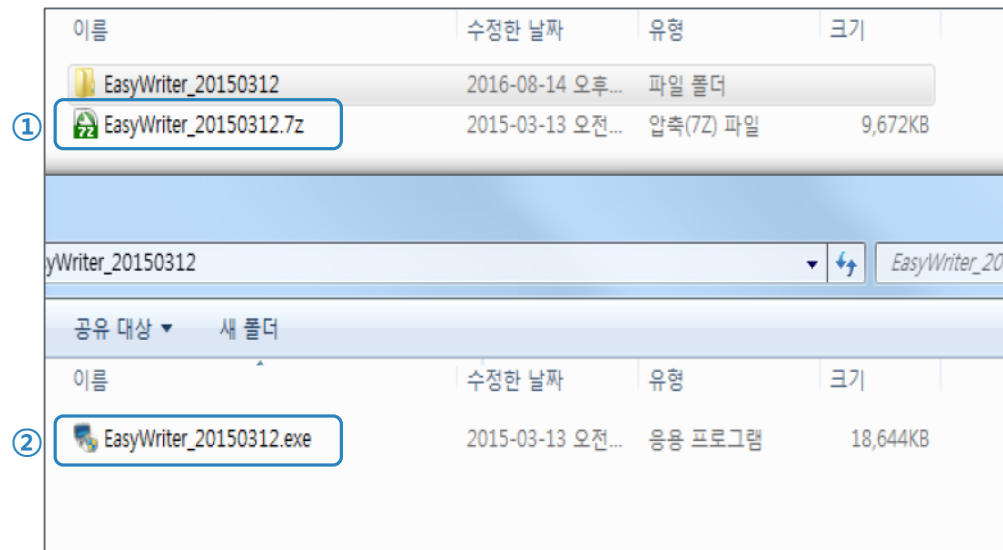 이름 수정한 날짜 유형 크기
EasyWriter_20150312 2016-08-14 오후... 파일 폴더
① EasyWriter_20150312.7z 2015-03-13 오전... 압축(7Z) 파일 9,672KB
yWriter_20150312 EasyWriter_20
공유 대상 ▼ 새 폴더
이름 수정한 날짜 유형 크기
② EasyWriter_20150312.exe 2015-03-13 오전... 응용 프로그램 18,644KB